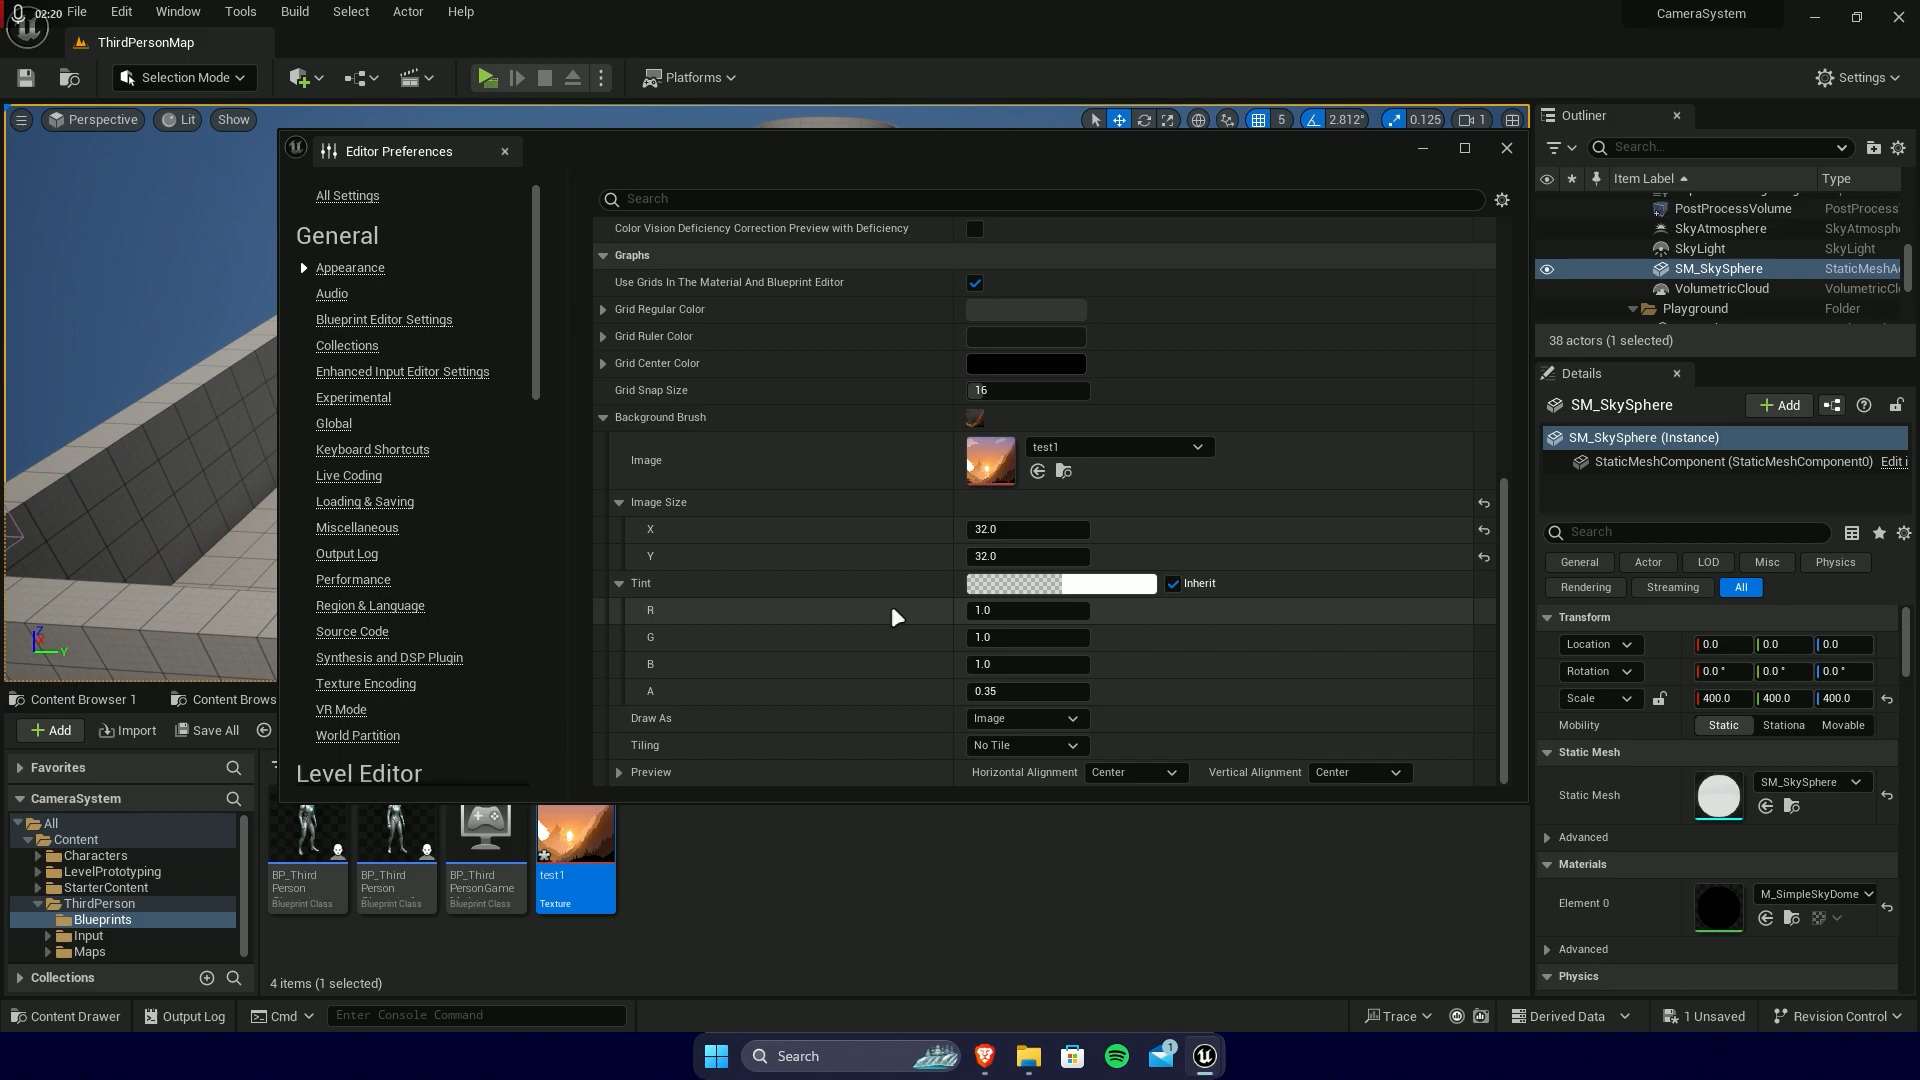 02:20
File
Edit
Window
Tools
Build
Select
Actor
Help
CameraSystem
ThirdPersonMap
Selection Mode
Platforms
Settings
Perspective
Lit
Show
5
2.812°
0.125
1
Outliner
Search...
Item Label
Type
PostProcessVolume
PostProcess
SkyAtmosphere
SkyAtmosph
SkyLight
SkyLight
SM_SkySphere
StaticMeshA
VolumetricCloud
VolumetricCl
Playground
Folder
38 actors (1 selected)
Editor Preferences
All Settings
General
Appearance
Audio
Blueprint Editor Settings
Collections
Enhanced Input Editor Settings
Experimental
Global
Keyboard Shortcuts
Live Coding
Loading & Saving
Miscellaneous
Output Log
Performance
Region & Language
Source Code
Synthesis and DSP Plugin
Texture Encoding
VR Mode
World Partition
Level Editor
Search
Color Vision Deficiency Correction Preview with Deficiency
Graphs
Use Grids In The Material And Blueprint Editor
Grid Regular Color
Grid Ruler Color
Grid Center Color
Grid Snap Size
16
Background Brush
Image
test1
Image Size
X
32.0
Y
32.0
Tint
Inherit
R
1.0
G
1.0
B
1.0
A
0.35
Draw As
Image
Tiling
No Tile
Preview
Horizontal Alignment
Center
Vertical Alignment
Center
Details
SM_SkySphere
Add
SM_SkySphere (Instance)
StaticMeshComponent (StaticMeshComponent0)
Edit i
Search
General
Actor
LOD
Misc
Physics
Rendering
Streaming
All
Transform
Location
0.0
0.0
0.0
Rotation
0.0 °
0.0 °
0.0 °
Scale
400.0
400.0
400.0
Mobility
Static
Stationa
Movable
Static Mesh
Static Mesh
SM_SkySphere
Advanced
Materials
Element 0
M_SimpleSkyDome
Advanced
Physics
Z
Y
Content Browser 1
Content Brows
Add
Import
Save All
Favorites
CameraSystem
All
Content
Characters
LevelPrototyping
StarterContent
ThirdPerson
Blueprints
Input
Maps
Collections
BP_Third
Person
Blueprint Class
BP_Third
Person
Blueprint Class
BP_Third
PersonGame
Blueprint Class
test1
Texture
4 items (1 selected)
Content Drawer
Output Log
Cmd
Enter Console Command
Trace
Derived Data
1 Unsaved
Revision Control
Search
1